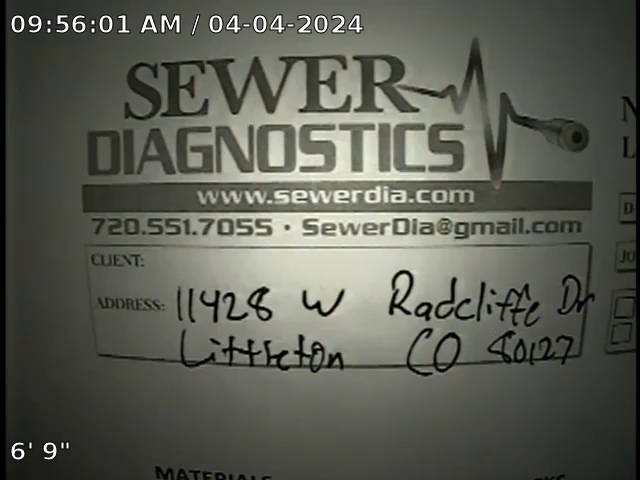 09:56:01 AM / 04-04-2024
SEWER
DIAGNOSTICS
www.sewerdia.com
720.551.7055 • SewerDia@gmail.com
CLIENT:
ADDRESS: 11428 W Radcliffe Dr
Littleton CO 80127
6' 9"
MATERIALS